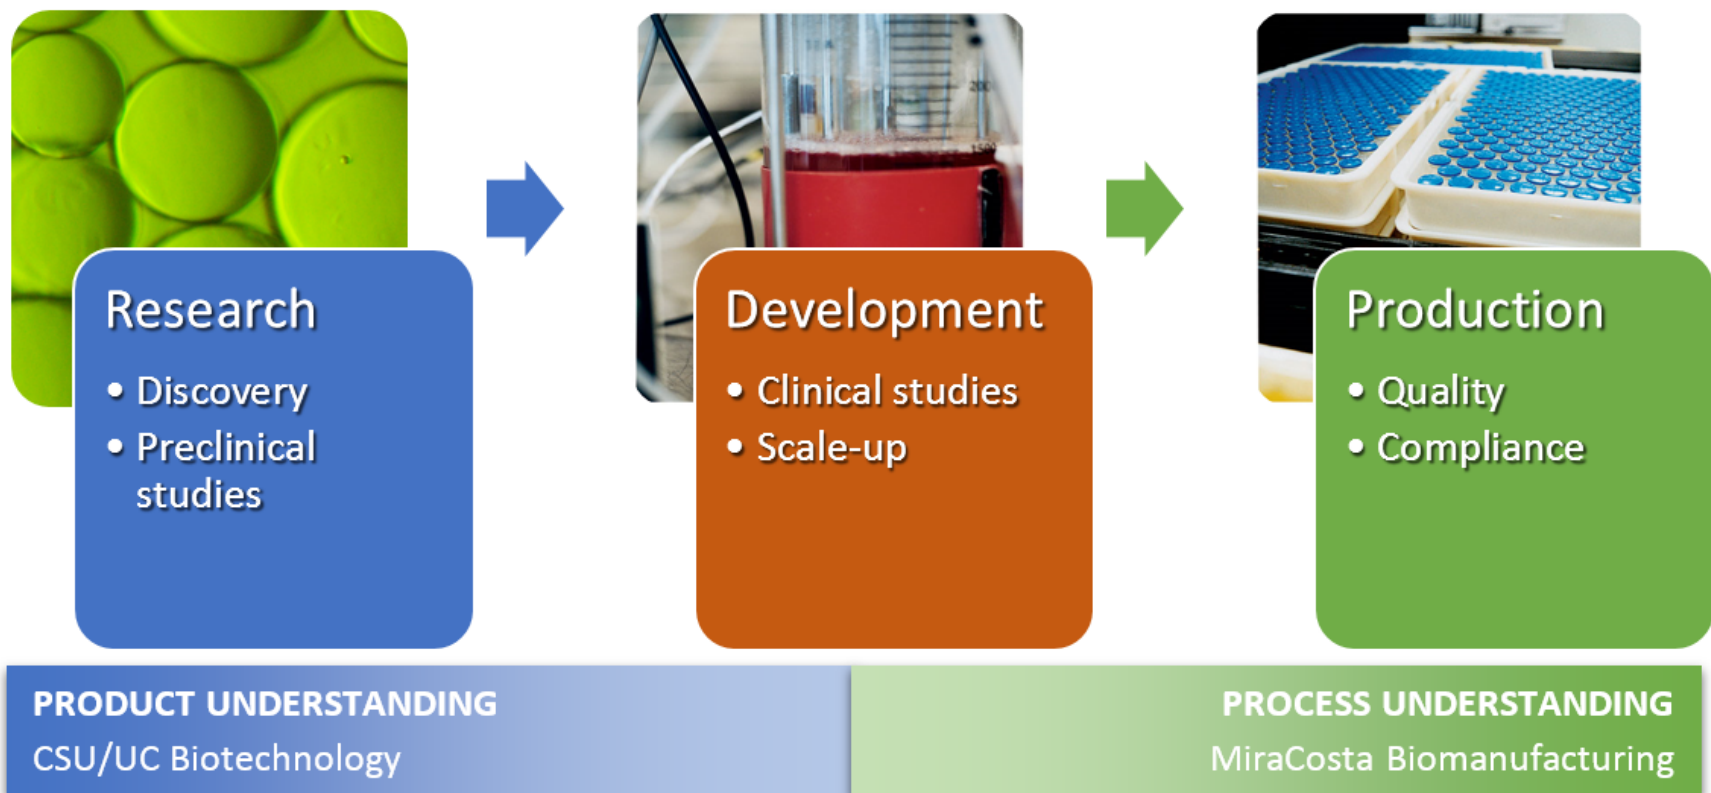 Research
• Discovery
• Preclinical
studies
Development
• Clinical studies
• Scale-up
Production
• Quality
• Compliance
PRODUCT UNDERSTANDING
CSU/UC Biotechnology
PROCESS UNDERSTANDING
MiraCosta Biomanufacturing